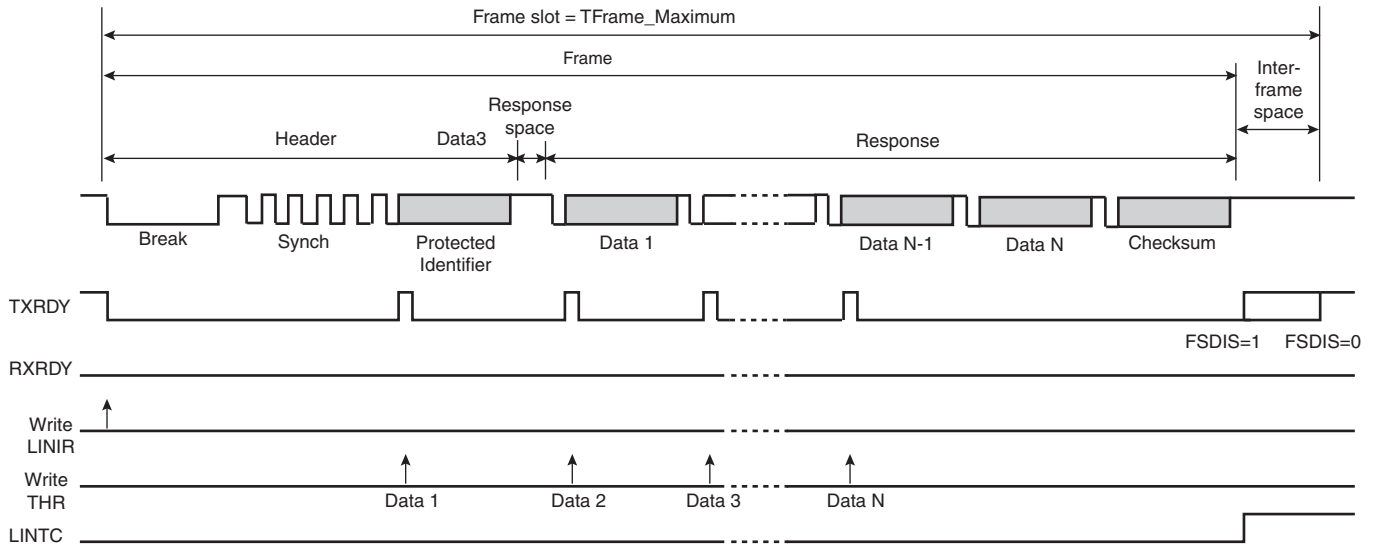 Frame slot = TFrame_Maximum
Frame
Inter-
frame
space
Response
space
Header
Data3
Response
Break
Synch
Protected
Identifier
Data 1
Data N-1
Data N
Checksum
TXRDY
FSDIS=1
FSDIS=0
RXRDY
Write
LINIR
Write
THR
Data 1
Data 2
Data 3
Data N
LINTC